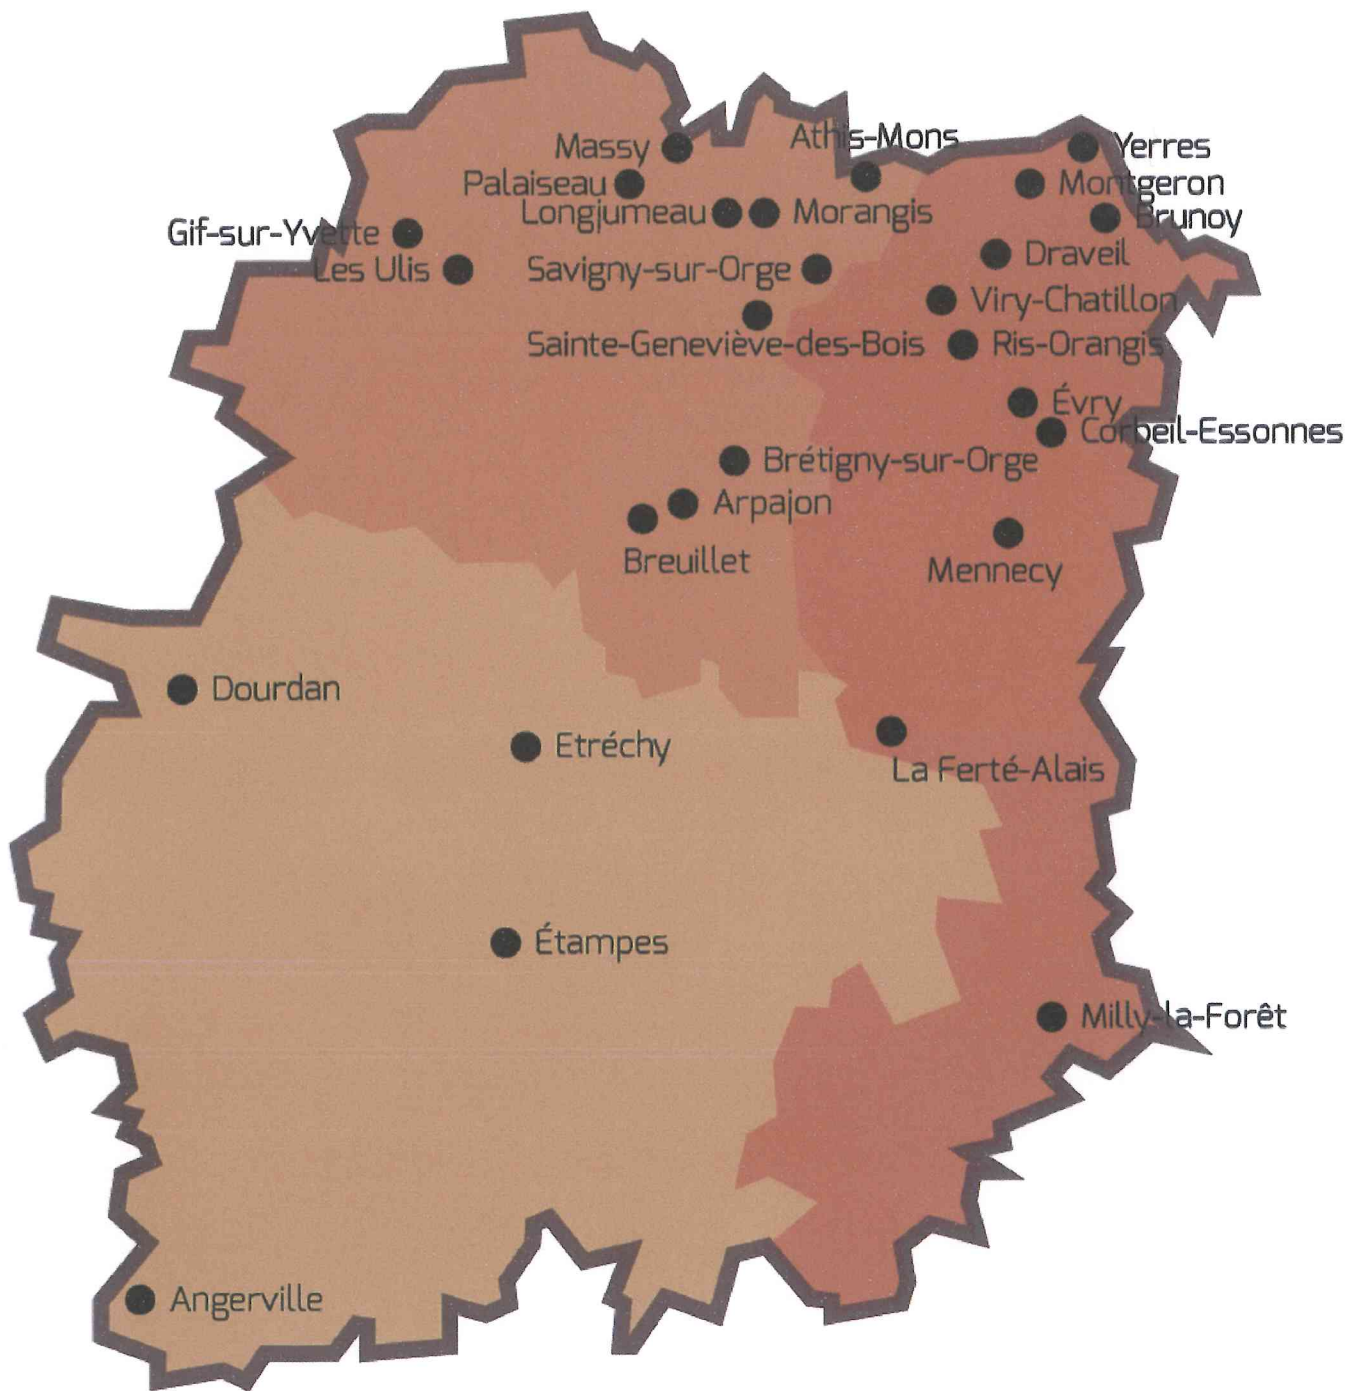 Athis-Mons
Massy
Yerres
Palaiseau
Montgeron
Longjumeau
Morangis
Brunoy
Gif-sur-Yvette
Draveil
Les Ulis
Savigny-sur-Orge
Viry-Chatillon
Sainte-Geneviève-des-Bois
Ris-Orangis
Évry
Corbeil-Essonnes
Brétigny-sur-Orge
Arpajon
Breuillet
Mennecy
Dourdan
Etréchy
La Ferté-Alais
Étampes
Milly-la-Forêt
Angerville